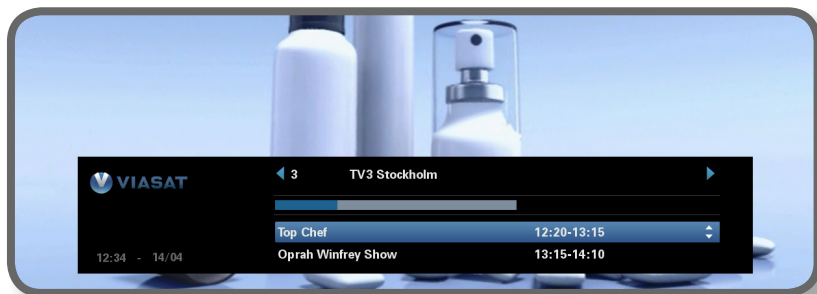 VIASAT
3 TV3 Stockholm
Top Chef 12:20-13:15
Oprah Winfrey Show 13:15-14:10
12:34 - 14/04